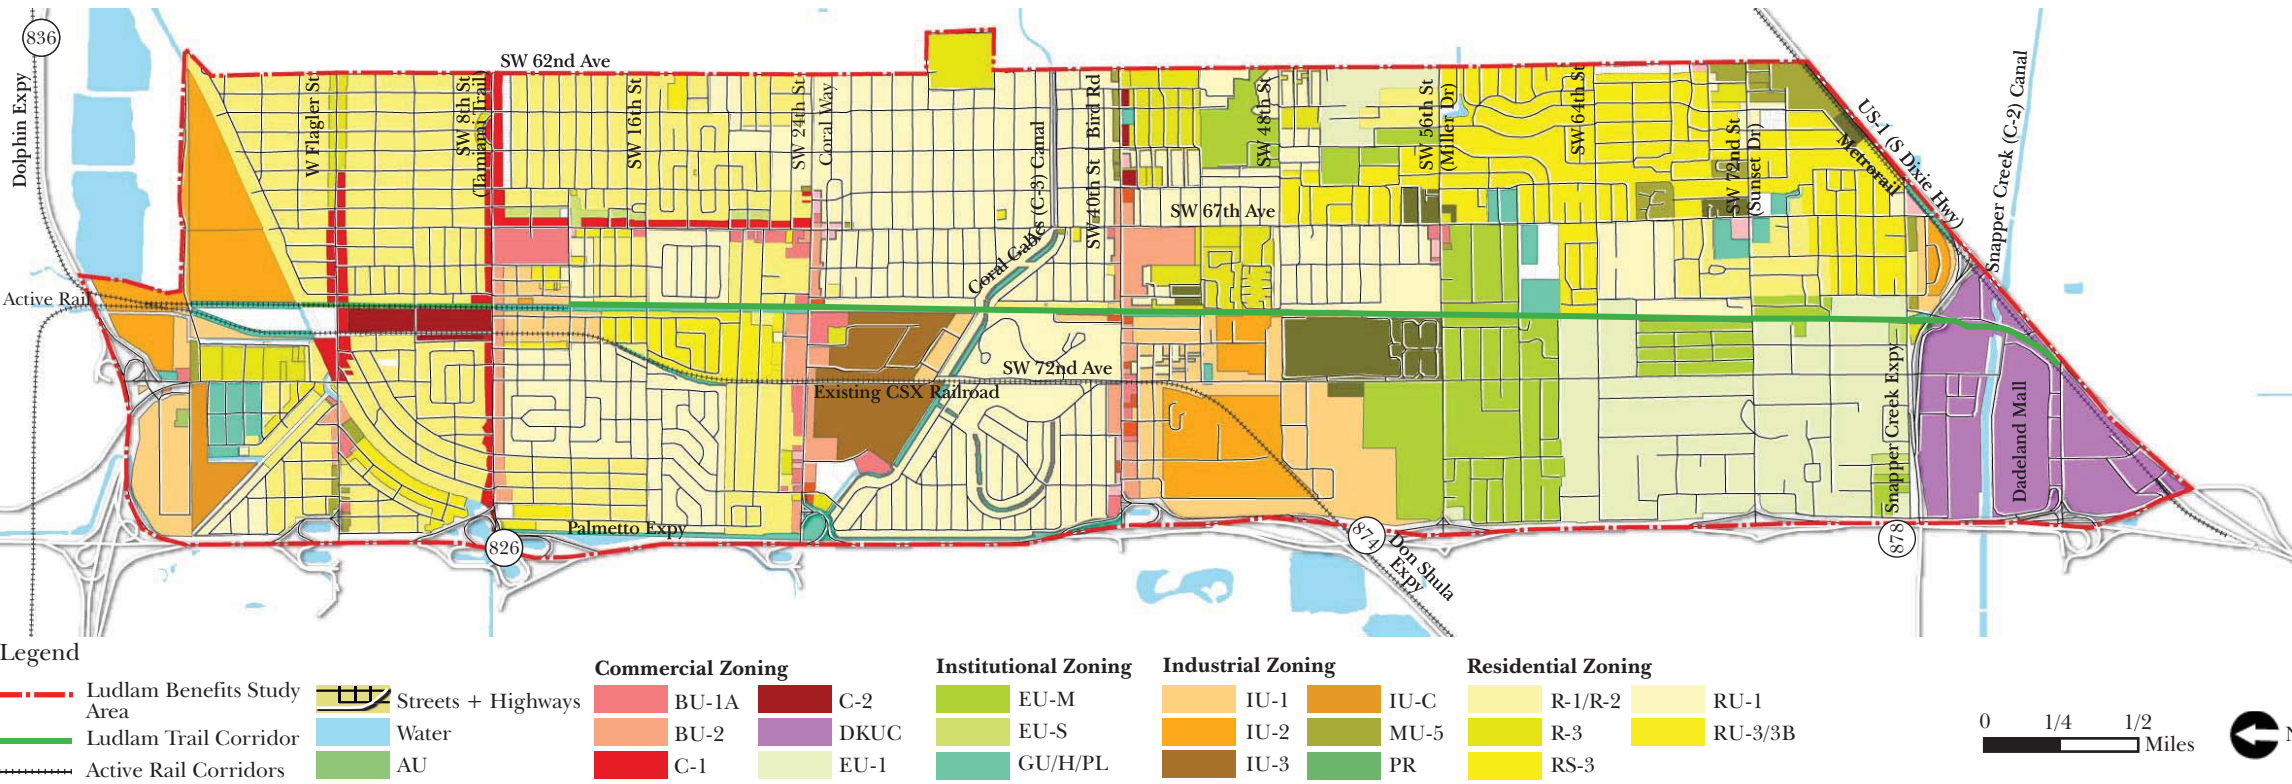 836
Dolphin Expy
Active Rail
SW 62nd Ave
W Flagler St
SW 8th St
(Tamiami Trail)
SW 16th St
SW 24th St
Coral Way
Coral Gables (C-3) Canal
SW 40th St | Bird Rd
SW 48th St
SW 56th St
(Miller Dr)
SW 64th St
SW 72nd St
(Sunset Dr)
US-1 (S Dixie Hwy)
Metrorail
Snapper Creek (C-2) Canal
SW 67th Ave
SW 72nd Ave
Existing CSX Railroad
Snapper Creek Expy
Dadeland Mall
Palmetto Expy
826
874
Don Shula
Expy
878
Legend
Ludlam Benefits Study
Area
Ludlam Trail Corridor
Active Rail Corridors
Streets + Highways
Water
AU
Commercial Zoning
BU-1A
BU-2
C-1
C-2
DKUC
EU-1
Institutional Zoning
EU-M
EU-S
GU/H/PL
Industrial Zoning
IU-1
IU-2
IU-3
IU-C
MU-5
PR
Residential Zoning
R-1/R-2
R-3
RS-3
RU-1
RU-3/3B
0 1/4 1/2
Miles
N